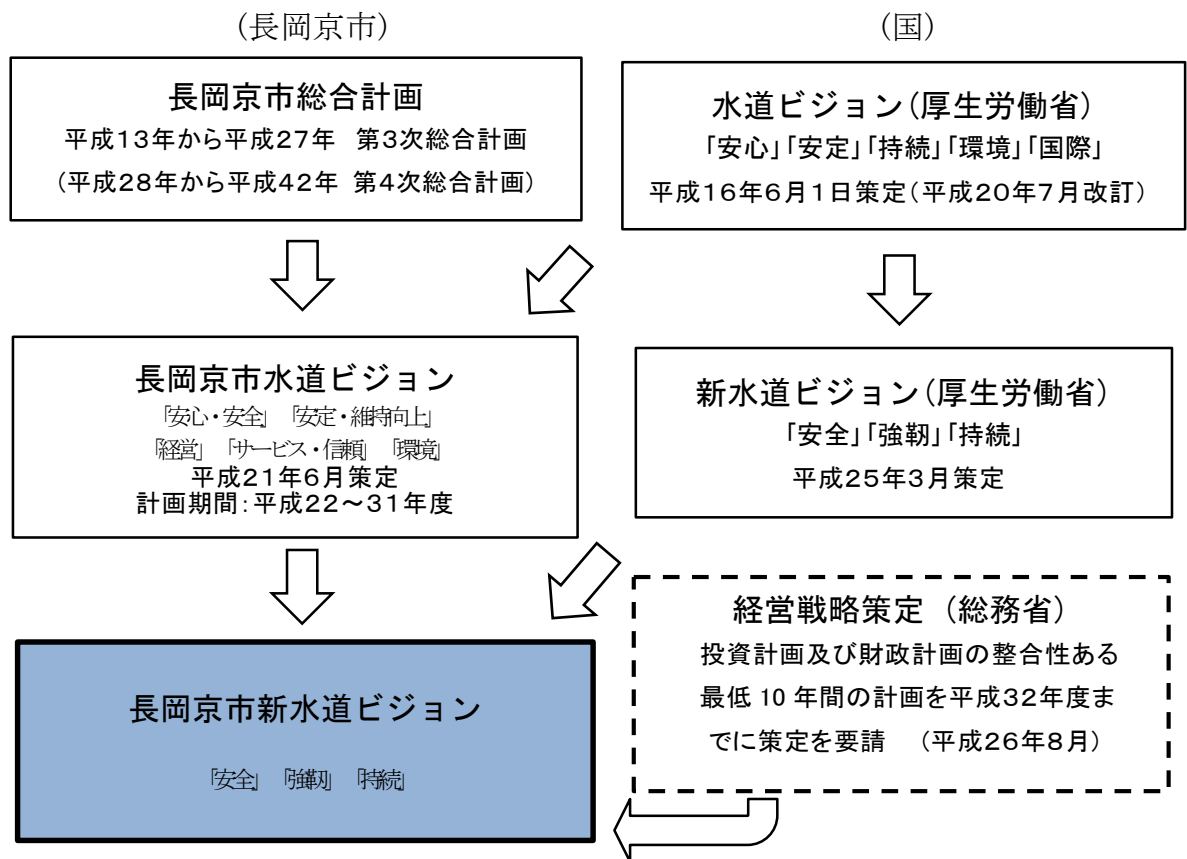 (長岡京市)
(国)
長岡京市総合計画
平成13年から平成27年 第3次総合計画
(平成28年から平成42年 第4次総合計画)
水道ビジョン(厚生労働省)
「安心」「安定」「持続」「環境」「国際」
平成16年6月1日策定(平成20年7月改訂)
長岡京市水道ビジョン
「安心・安全」 「安定・維持向上」
「経営」 「サービス・信頼」 「環境」
平成21年6月策定
計画期間:平成22～31年度
新水道ビジョン(厚生労働省)
「安全」「強靭」「持続」
平成25年3月策定
長岡京市新水道ビジョン
「安全」 「強靭」 「持続」
経営戦略策定 (総務省)
投資計画及び財政計画の整合性ある
最低 10 年間の計画を平成32年度ま
でに策定を要請 (平成26年8月)